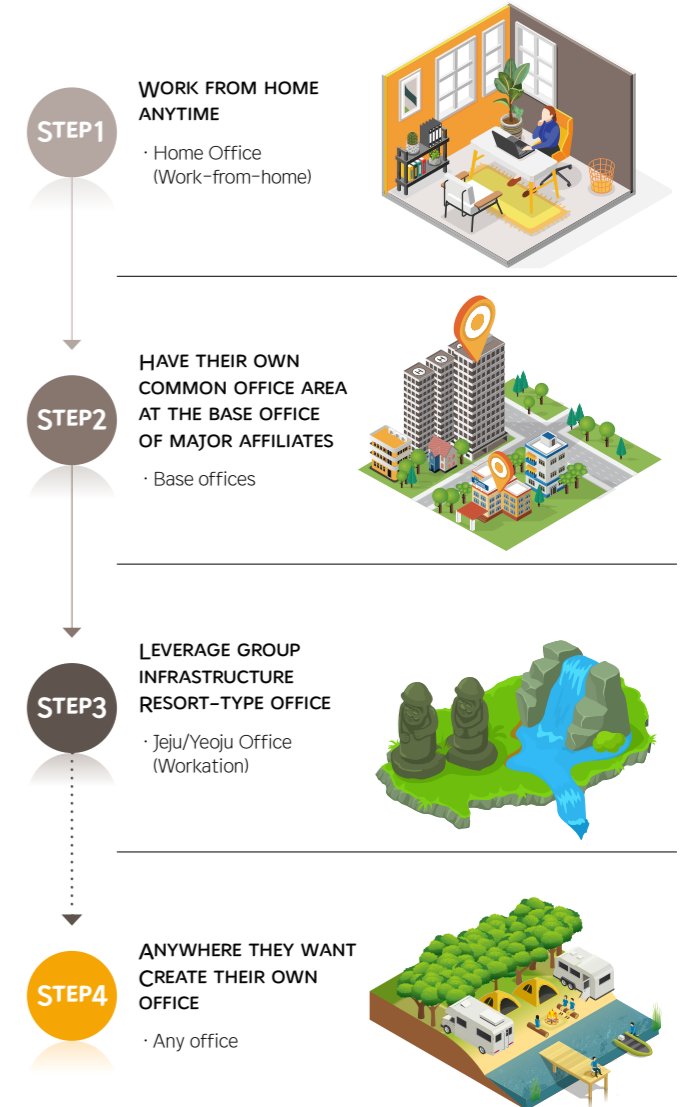 STEP1
WORK FROM HOME
ANYTIME
· Home Office
(Work-from-home)
STEP2
HAVE THEIR OWN
COMMON OFFICE AREA
AT THE BASE OFFICE
OF MAJOR AFFILIATES
· Base offices
STEP3
LEVERAGE GROUP
INFRASTRUCTURE
RESORT-TYPE OFFICE
· Jeju/Yeoju Office
(Workation)
STEP4
ANYWHERE THEY WANT
CREATE THEIR OWN
OFFICE
· Any office